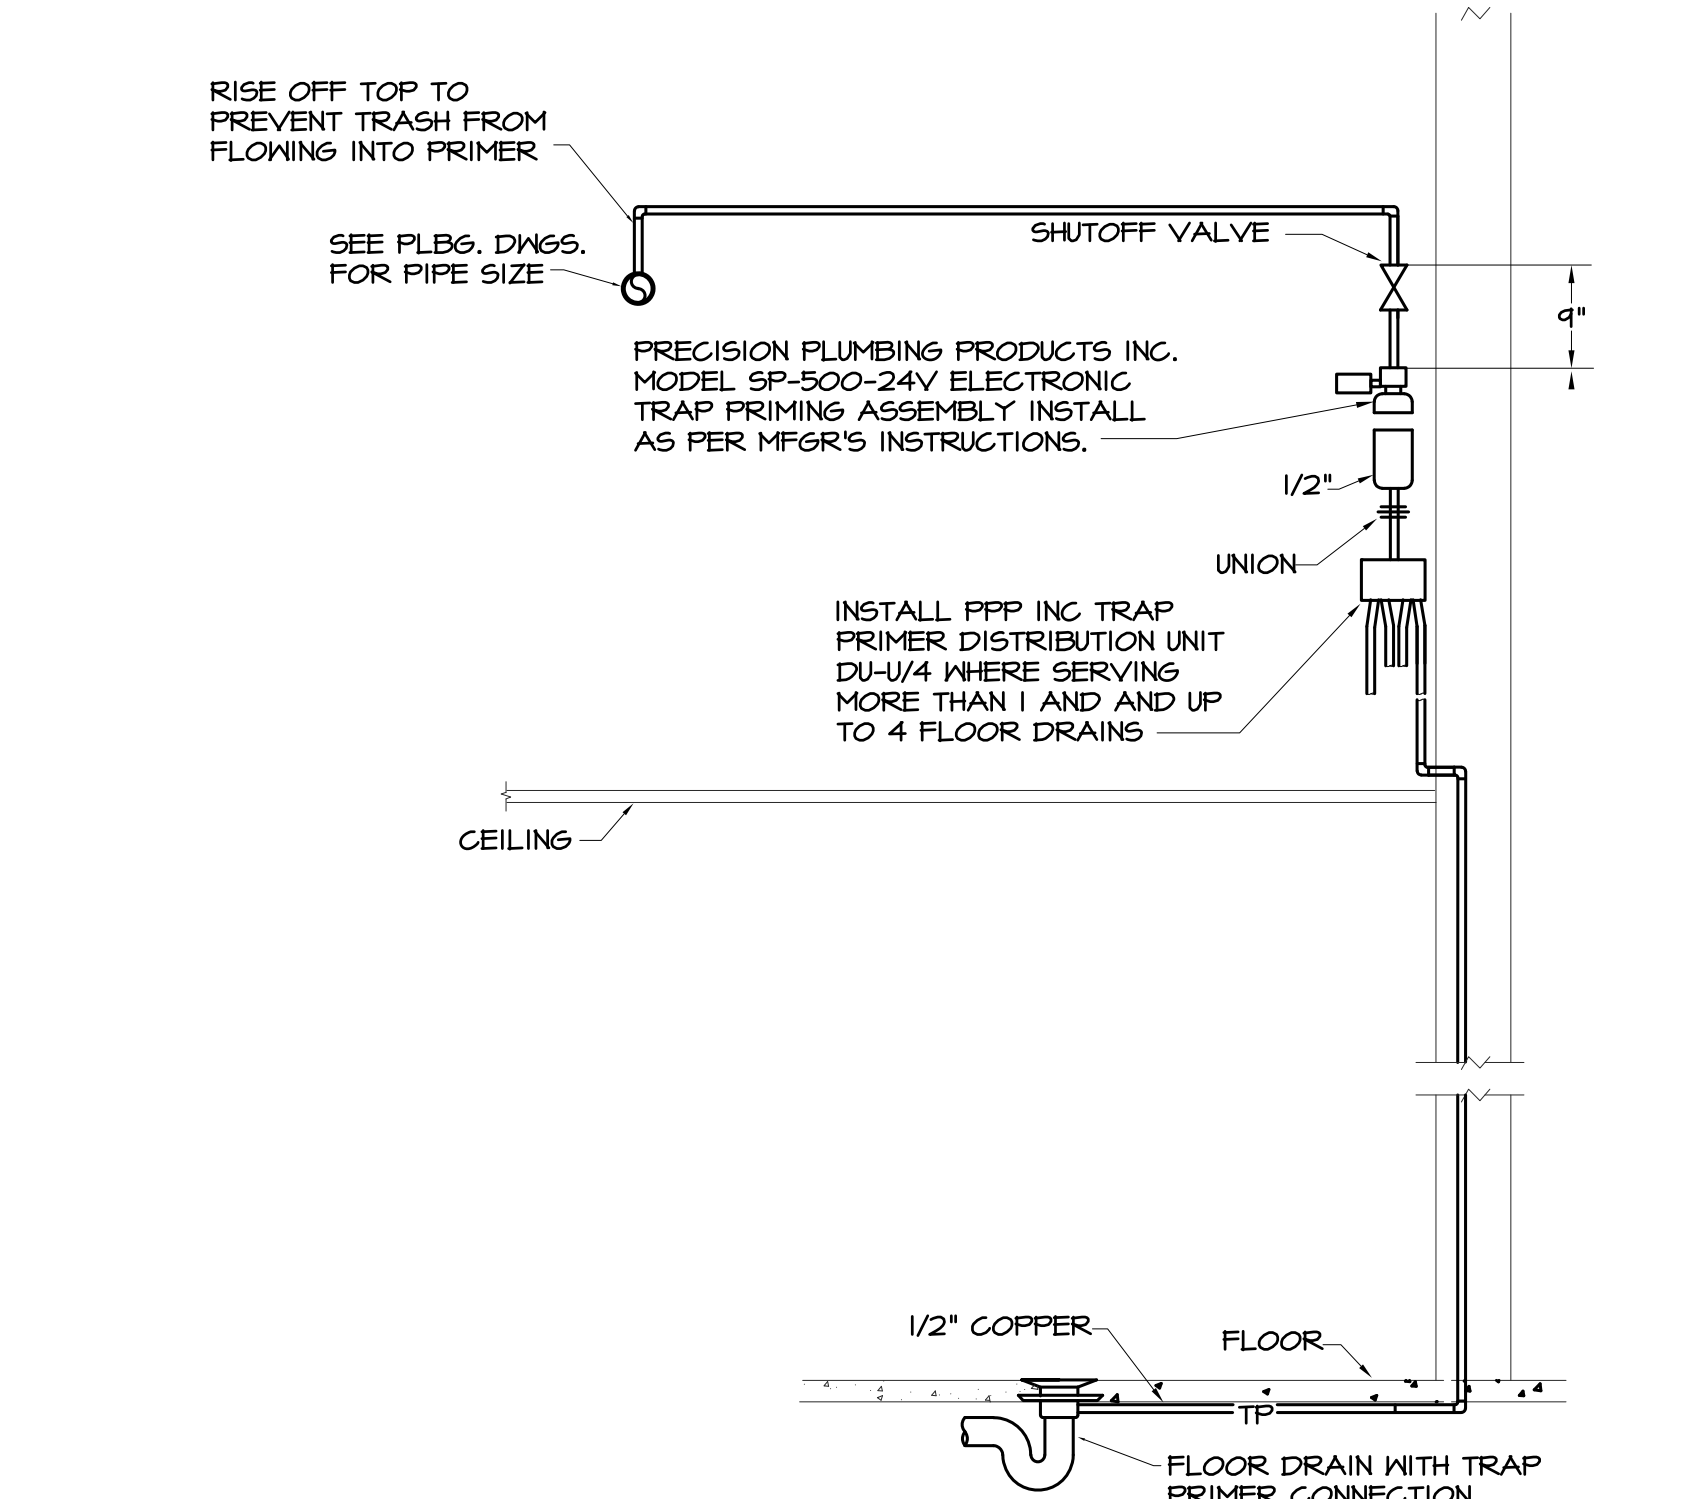 RISE OFF TOP TO
PREVENT TRASH FROM
FLOWING INTO PRIMER
SEE PLBG. DWGS.
FOR PIPE SIZE
SHUTOFF VALVE
9"
PRECISION PLUMBING PRODUCTS INC.
MODEL SP-500-24V ELECTRONIC
TRAP PRIMING ASSEMBLY INSTALL
AS PER MFGR'S INSTRUCTIONS.
1/2"
UNION
INSTALL PPP INC TRAP
PRIMER DISTRIBUTION UNIT
DU-U/4 WHERE SERVING
MORE THAN 1 AND AND UP
TO 4 FLOOR DRAINS
CEILING
1/2" COPPER
FLOOR
TP
FLOOR DRAIN WITH TRAP
PRIMER CONNECTION